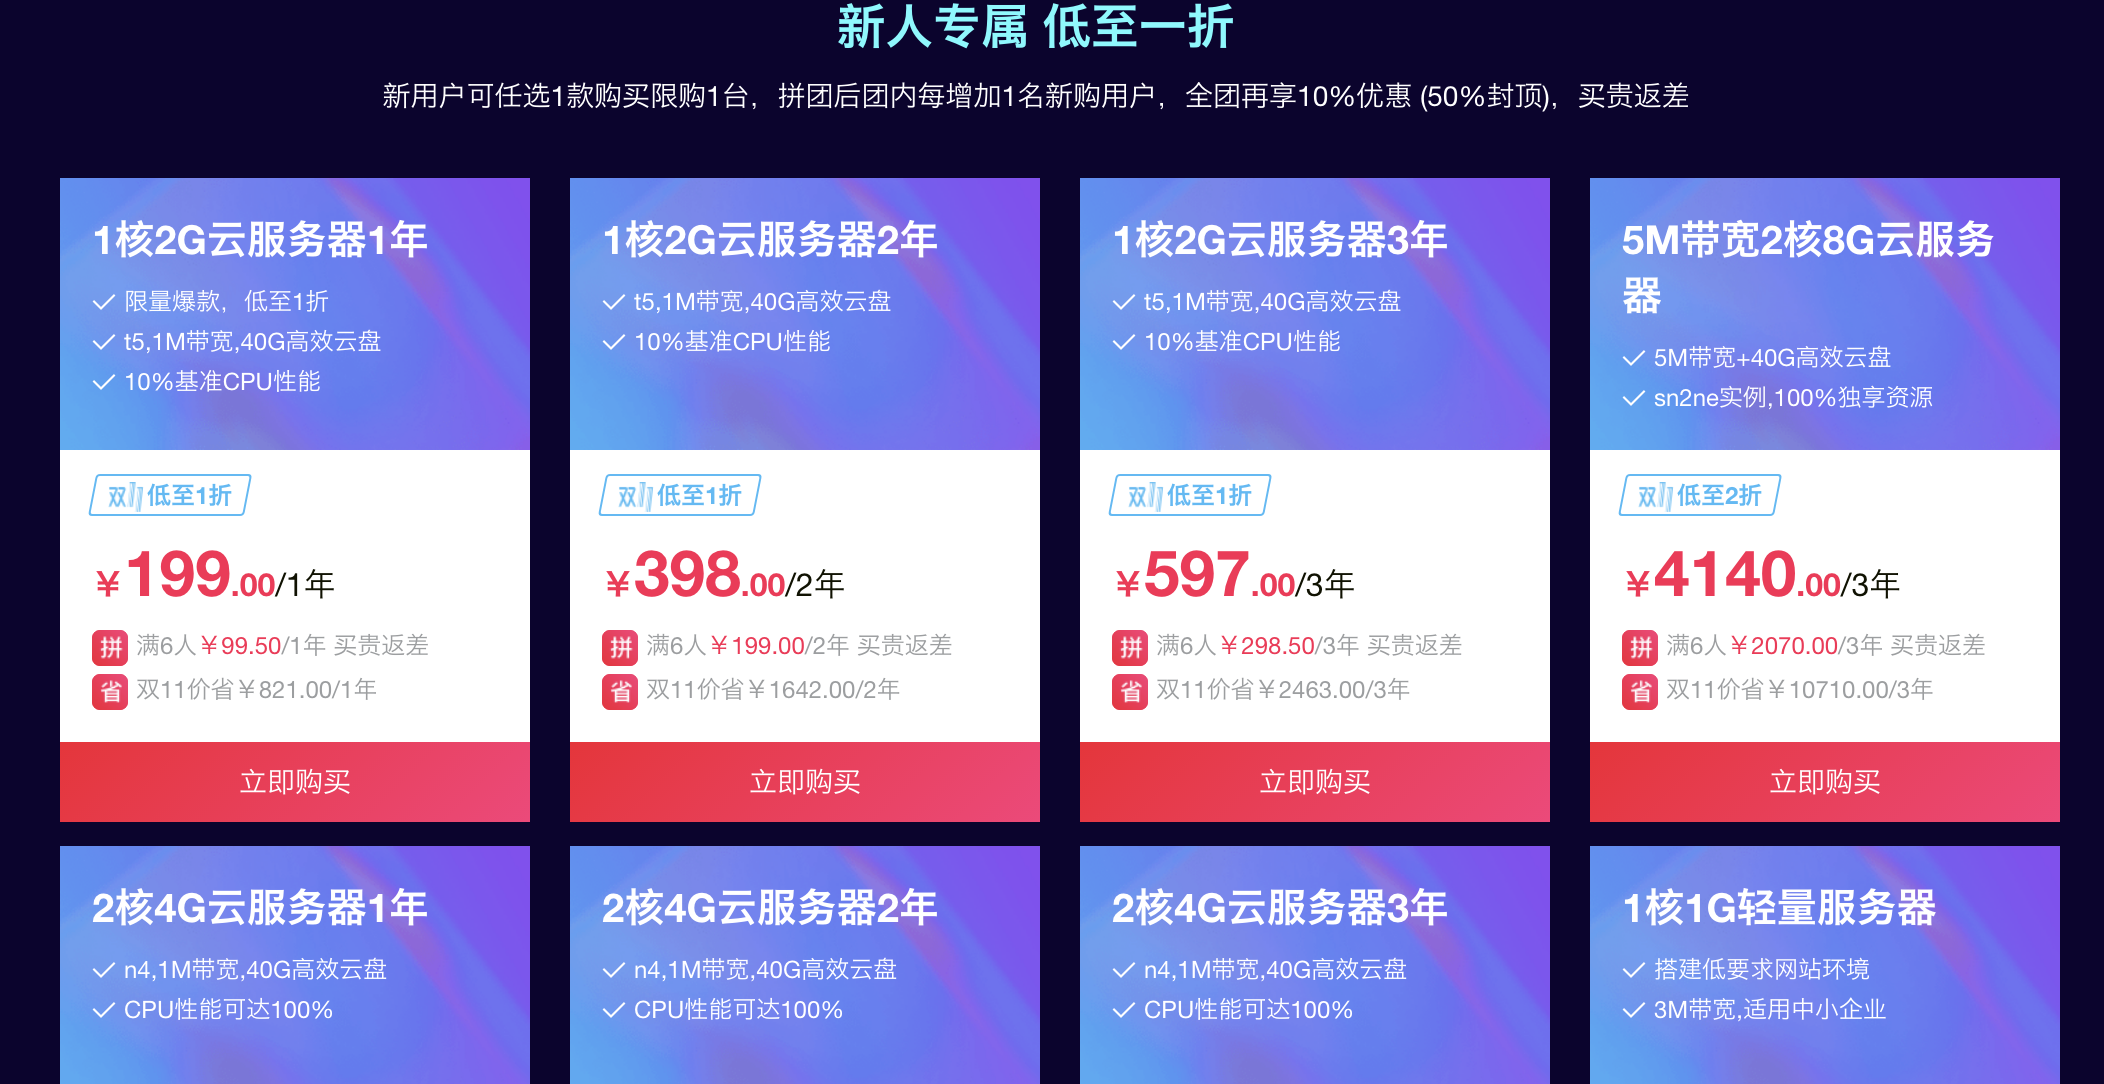 新人专属 低至一折
新用户可任选1款购买限购1台，拼团后团内每增加1名新购用户，全团再享10%优惠 (50%封顶)，买贵返差
1核2G云服务器1年
限量爆款，低至1折
t5,1M带宽,40G高效云盘
10%基准CPU性能
双11低至1折
¥199.00/1年
拼 满6人¥99.50/1年 买贵返差
省 双11价省¥821.00/1年
立即购买
1核2G云服务器2年
t5,1M带宽,40G高效云盘
10%基准CPU性能
双11低至1折
¥398.00/2年
拼 满6人¥199.00/2年 买贵返差
省 双11价省¥1642.00/2年
立即购买
1核2G云服务器3年
t5,1M带宽,40G高效云盘
10%基准CPU性能
双11低至1折
¥597.00/3年
拼 满6人¥298.50/3年 买贵返差
省 双11价省¥2463.00/3年
立即购买
5M带宽2核8G云服务
器
5M带宽+40G高效云盘
sn2ne实例,100%独享资源
双11低至2折
¥4140.00/3年
拼 满6人¥2070.00/3年 买贵返差
省 双11价省¥10710.00/3年
立即购买
2核4G云服务器1年
n4,1M带宽,40G高效云盘
CPU性能可达100%
2核4G云服务器2年
n4,1M带宽,40G高效云盘
CPU性能可达100%
2核4G云服务器3年
n4,1M带宽,40G高效云盘
CPU性能可达100%
1核1G轻量服务器
搭建低要求网站环境
3M带宽,适用中小企业